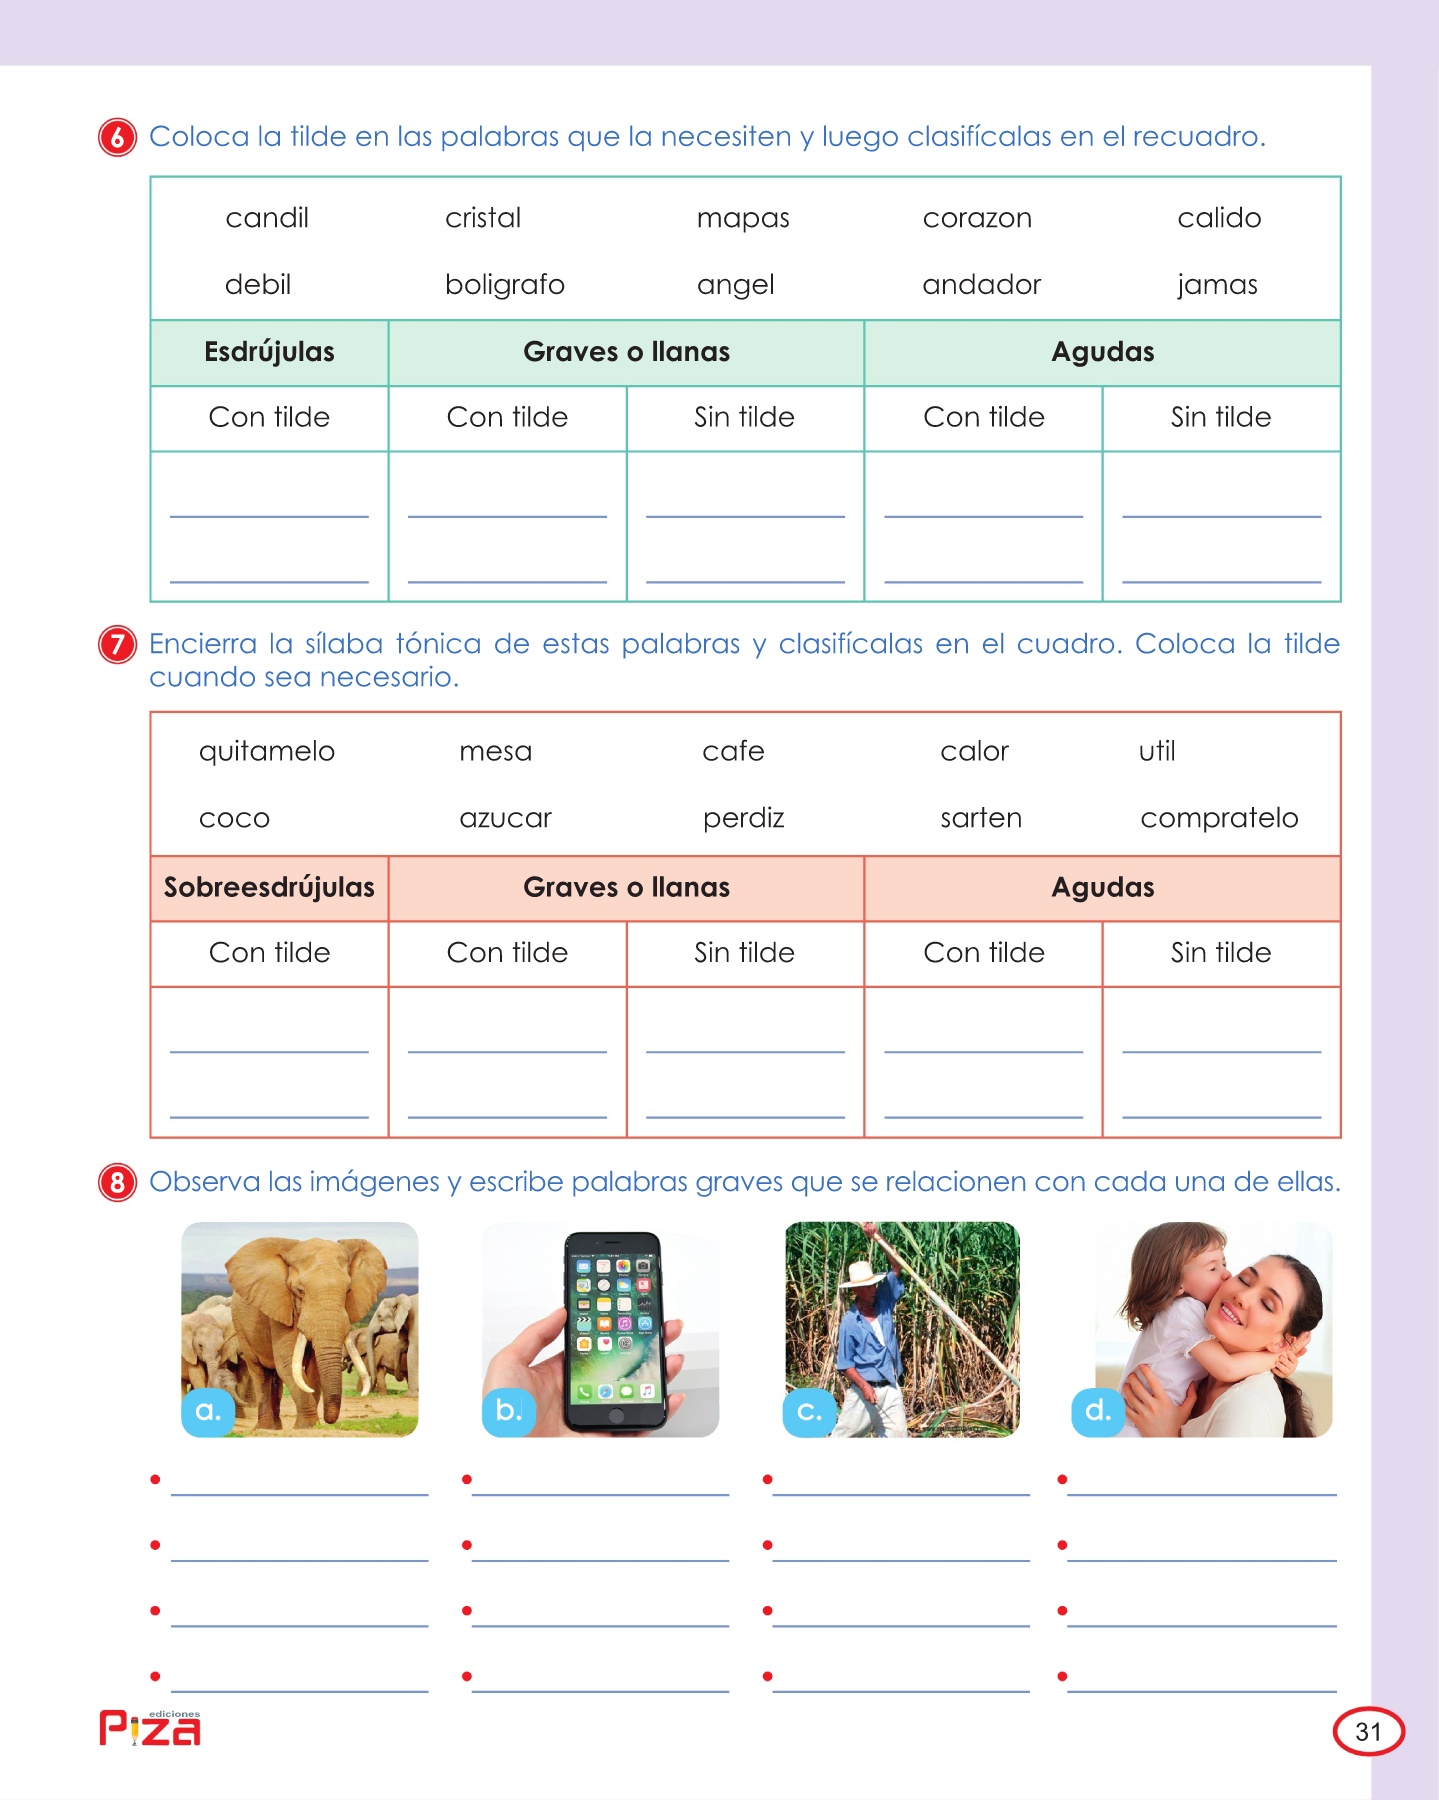 6 Coloca la tilde en las palabras que la necesiten y luego clasifícalas en el recuadro.
candil cristal mapas corazon calido
debil boligrafo angel andador jamas
Esdrújulas Graves o llanas Agudas
Con tilde Con tilde Sin tilde Con tilde Sin tilde
7 Encierra la sílaba tónica de estas palabras y clasifícalas en el cuadro. Coloca la tilde
cuando sea necesario.
quitamelo mesa cafe calor util
coco azucar perdiz sarten compratelo
Sobreesdrújulas Graves o llanas Agudas
Con tilde Con tilde Sin tilde Con tilde Sin tilde
8 Observa las imágenes y escribe palabras graves que se relacionen con cada una de ellas.
a. b. c. d.
ediciones
Piza
31